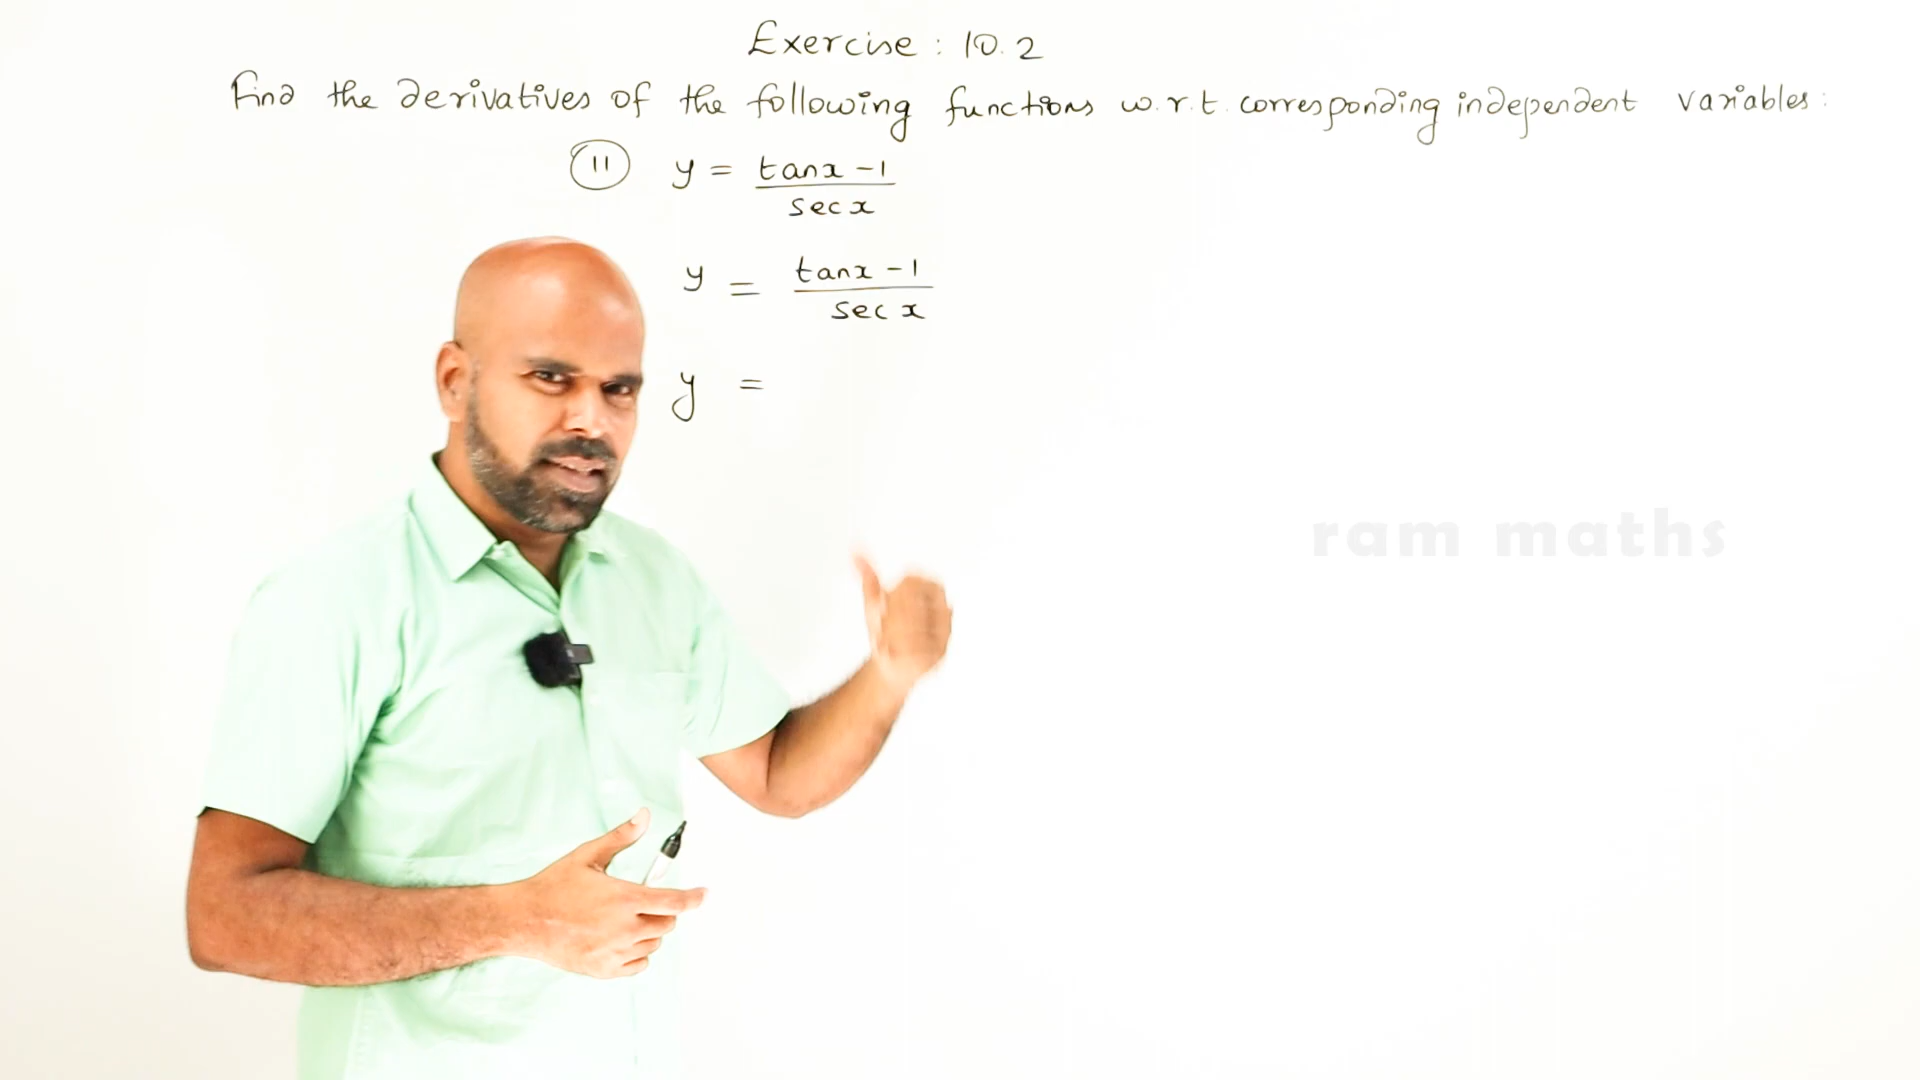 Exercise : 10.2
Find the derivatives of the following functions w.r.t. corresponding independent variables :
11 y = tanx - 1 / sec x
y = tanx - 1 / sec x
y =
ram maths